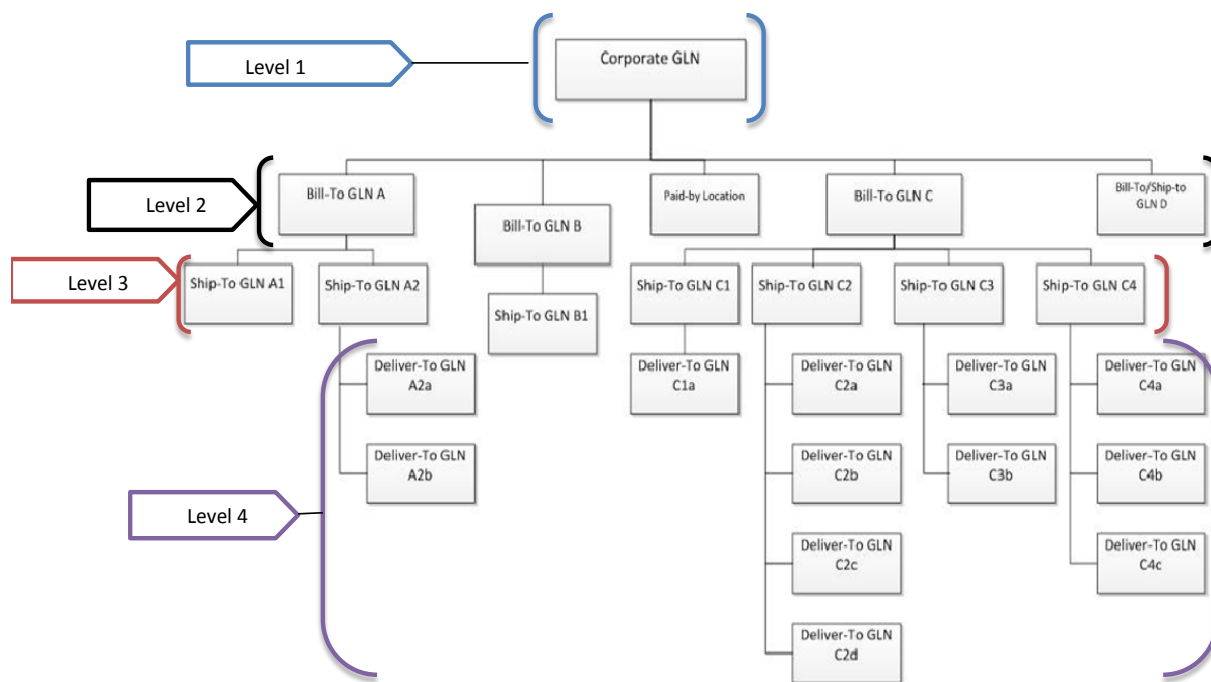 Level 1
Corporate GLN
Level 2
Bill-To GLN A
Bill-To GLN B
Paid-by Location
Bill-To GLN C
Bill-To/Ship-to
GLN D
Level 3
Ship-To GLN A1
Ship-To GLN A2
Ship-To GLN B1
Ship-To GLN C1
Ship-To GLN C2
Ship-To GLN C3
Ship-To GLN C4
Level 4
Deliver-To GLN
A2a
Deliver-To GLN
A2b
Deliver-To GLN
C1a
Deliver-To GLN
C2a
Deliver-To GLN
C2b
Deliver-To GLN
C2c
Deliver-To GLN
C2d
Deliver-To GLN
C3a
Deliver-To GLN
C3b
Deliver-To GLN
C4a
Deliver-To GLN
C4b
Deliver-To GLN
C4c